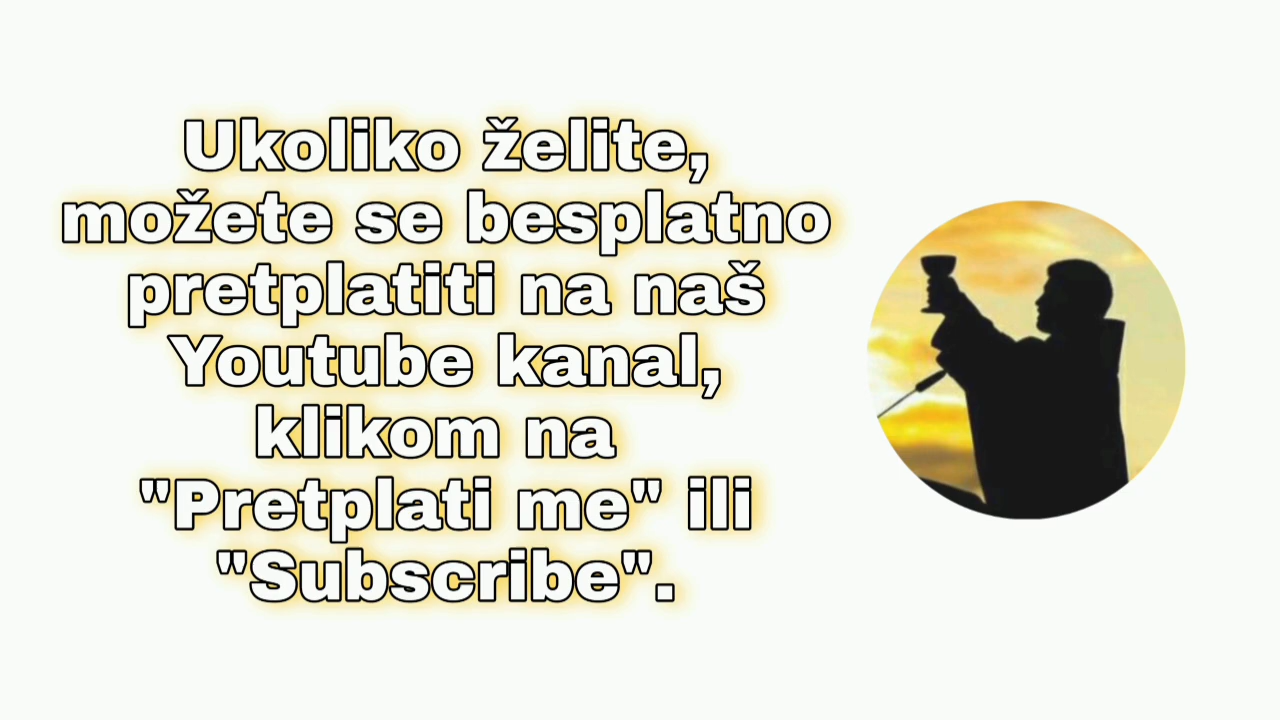 Ukoliko želite,
možete se besplatno
pretplatiti na naš
Youtube kanal,
klikom na
"Pretplati me" ili
"Subscribe".